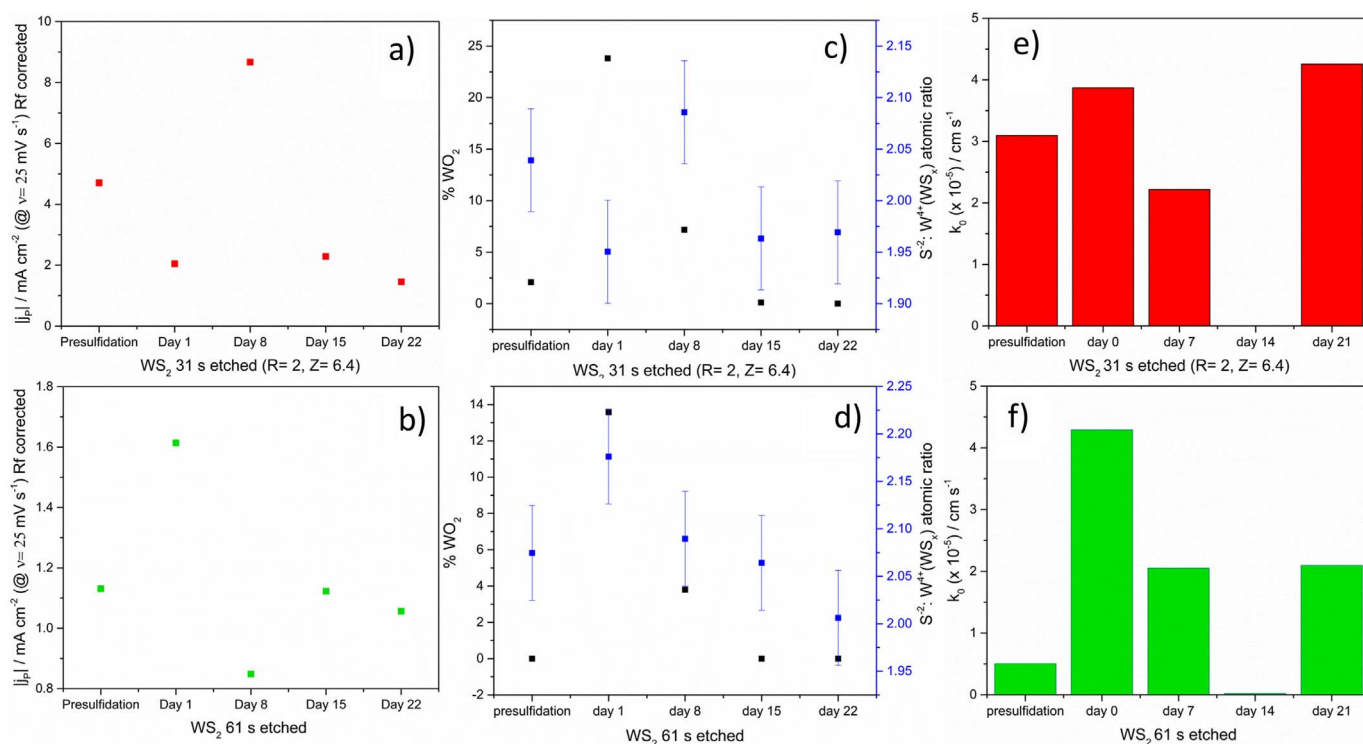 a)
10
8
6
4
2
0
|j_P| / mA cm⁻² (@ ν= 25 mV s⁻¹) Rf corrected
Presulfidation Day 1 Day 8 Day 15 Day 22
WS₂ 31 s etched (R= 2, Z= 6.4)
c)
25
20
15
10
5
0
% WO₂
2.15
2.10
2.05
2.00
1.95
1.90
S⁻²: W⁴⁺(WSₓ) atomic ratio
presulfidation day 1 day 8 day 15 day 22
WS₂ 31 s etched (R= 2, Z= 6.4)
e)
5
4
3
2
1
0
k₀ (x 10⁻⁵) / cm s⁻¹
presulfidation day 0 day 7 day 14 day 21
WS₂ 31 s etched (R= 2, Z= 6.4)
b)
1.8
1.6
1.4
1.2
1.0
0.8
|j_P| / mA cm⁻² (@ ν= 25 mV s⁻¹) Rf corrected
Presulfidation Day 1 Day 8 Day 15 Day 22
WS₂ 61 s etched
d)
14
12
10
8
6
4
2
0
-2
% WO₂
2.25
2.20
2.15
2.10
2.05
2.00
1.95
S⁻²: W⁴⁺(WSₓ) atomic ratio
presulfidation day 1 day 8 day 15 day 22
WS₂ 61 s etched
f)
5
4
3
2
1
0
k₀ (x 10⁻⁵) / cm s⁻¹
presulfidation day 0 day 7 day 14 day 21
WS₂ 61 s etched